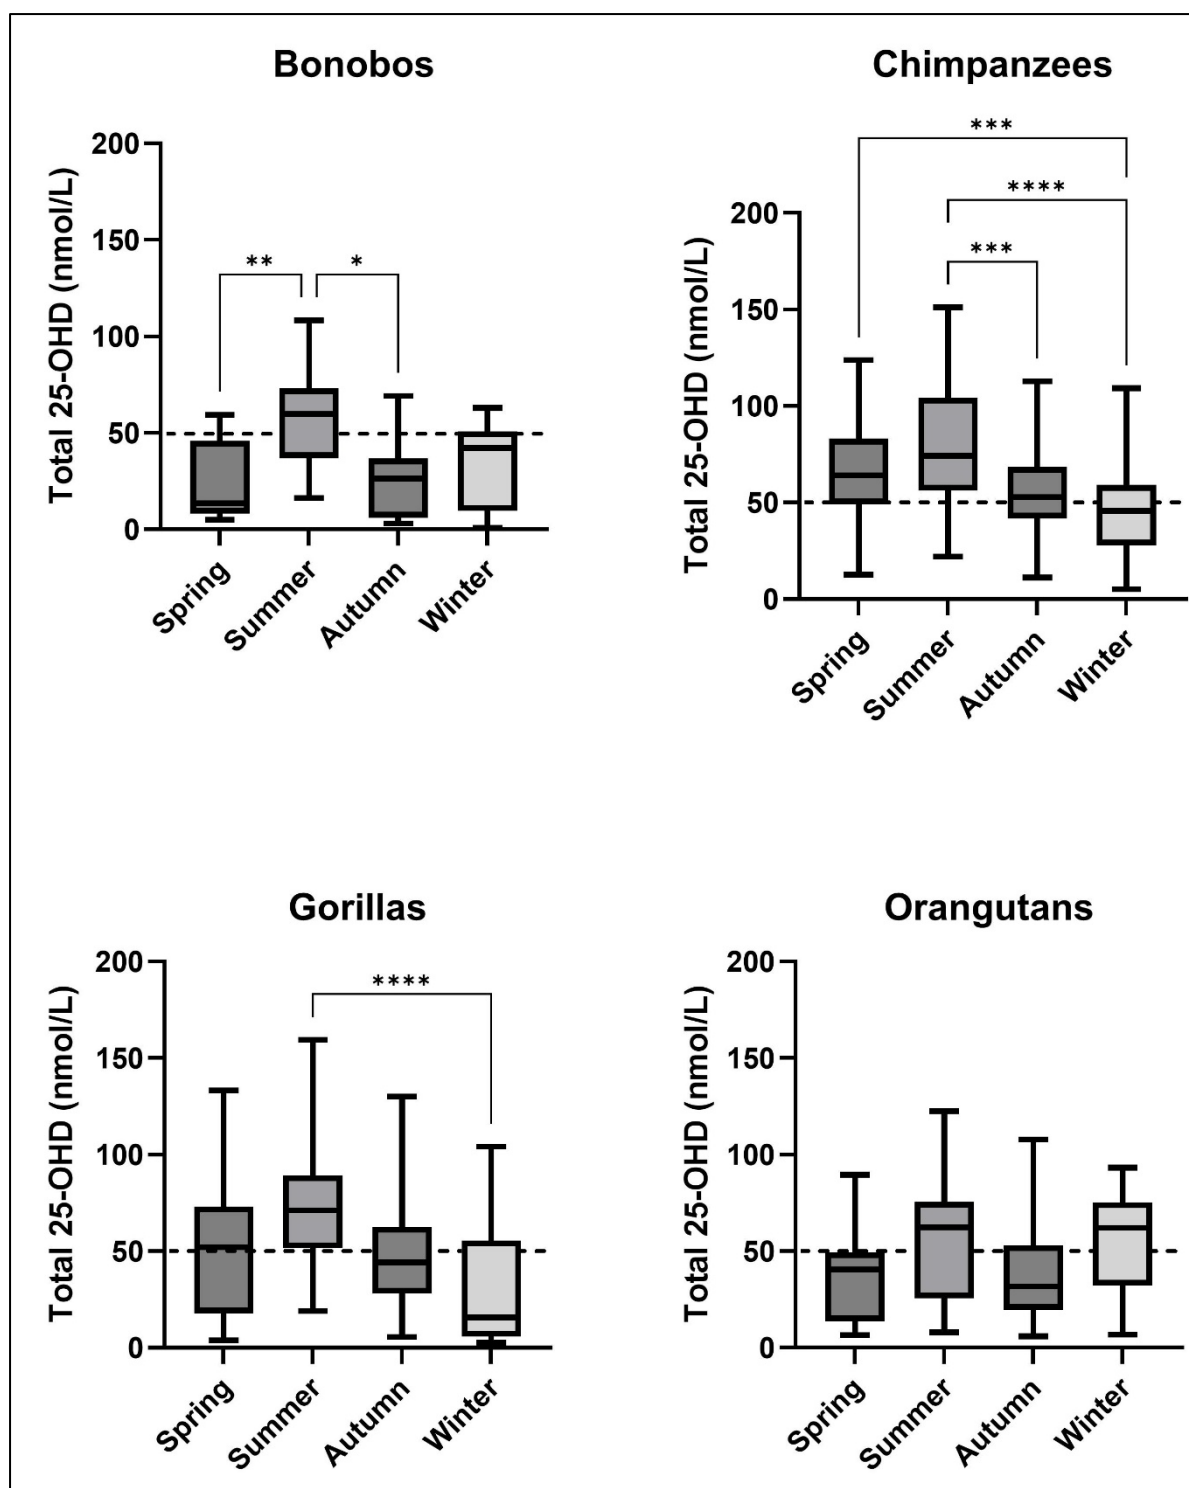 Bonobos
Total 25-OHD (nmol/L)
200
150
100
50
0
** *
Spring Summer Autumn Winter
Chimpanzees
Total 25-OHD (nmol/L)
200
150
100
50
0
***
****
***
Spring Summer Autumn Winter
Gorillas
Total 25-OHD (nmol/L)
200
150
100
50
0
****
Spring Summer Autumn Winter
Orangutans
Total 25-OHD (nmol/L)
200
150
100
50
0
Spring Summer Autumn Winter